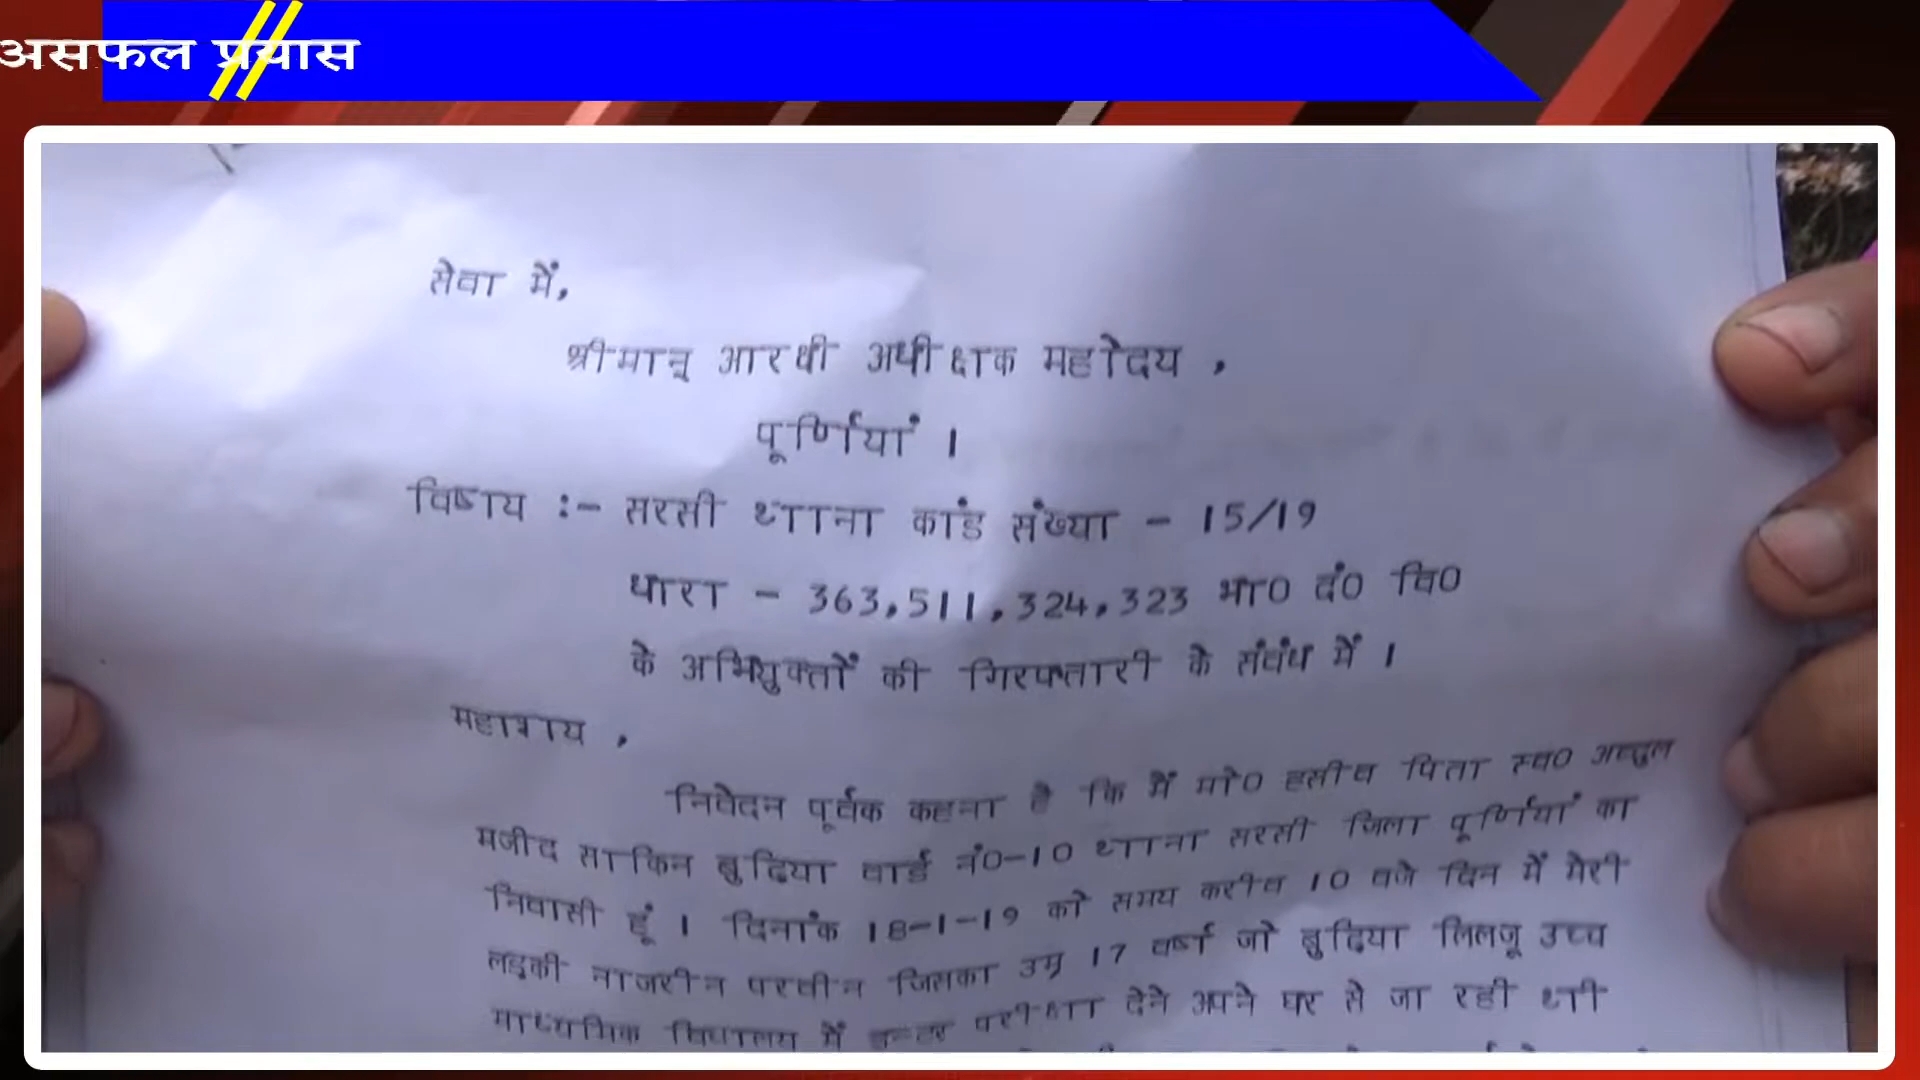 असफल प्रयास
सेवा में,
श्रीमान् आरक्षी अधीक्षक महोदय ,
पूर्णियां ।
विषय :- सरसी थाना कांड संख्या - 15/19
धारा - 363,511,324,323 भा0 दं0 वि0
के अभियुक्तों की गिरफ्तारी के संबंध में ।
महाशय ,
निवेदन पूर्वक कहना है कि मैं मो0 हसीब पिता स्व0 अब्दुल
मजीद साकिन बुढिया वार्ड नं0-10 थाना सरसी जिला पूर्णियां का
निवासी हूं । दिनांक 18-1-19 को समय करीब 10 बजे दिन में मेरी
लड़की नाजरीन परवीन जिसका उम्र 17 वर्ष जो बुढिया लिलजू उच्च
माध्यमिक विद्यालय में इन्टर परीक्षा देने अपने घर से जा रही थी